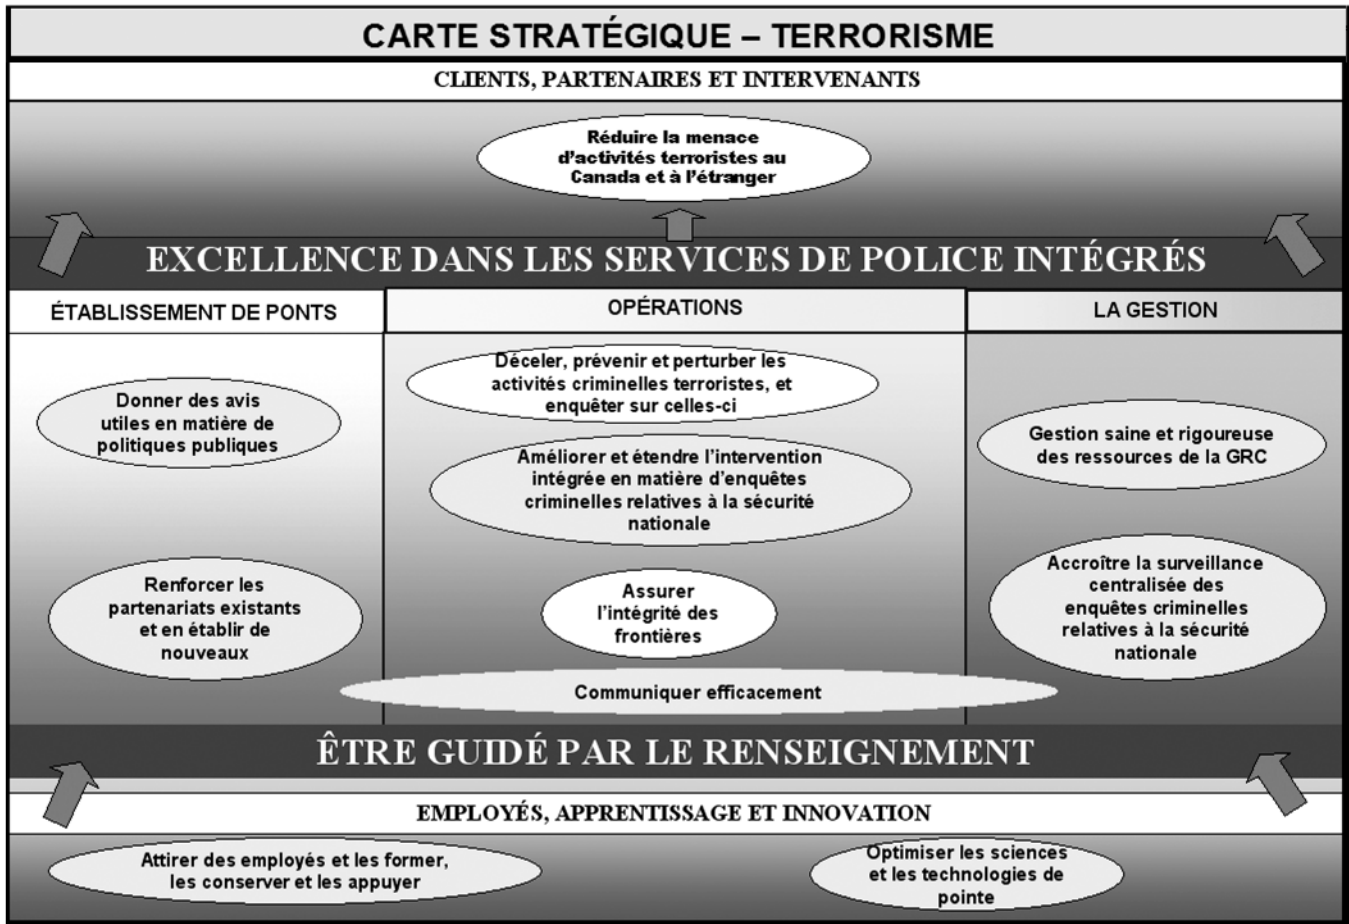 CARTE STRATÉGIQUE – TERRORISME
CLIENTS, PARTENAIRES ET INTERVENANTS
Réduire la menace
d'activités terroristes au
Canada et à l'étranger
EXCELLENCE DANS LES SERVICES DE POLICE INTÉGRÉS
ÉTABLISSEMENT DE PONTS
Donner des avis
utiles en matière de
politiques publiques
Renforcer les
partenariats existants
et en établir de
nouveaux
OPÉRATIONS
Déceler, prévenir et perturber les
activités criminelles terroristes, et
enquêter sur celles-ci
Améliorer et étendre l'intervention
intégrée en matière d'enquêtes
criminelles relatives à la sécurité
nationale
Assurer
l'intégrité des
frontières
LA GESTION
Gestion saine et rigoureuse
des ressources de la GRC
Accroître la surveillance
centralisée des
enquêtes criminelles
relatives à la sécurité
nationale
Communiquer efficacement
ÊTRE GUIDÉ PAR LE RENSEIGNEMENT
EMPLOYÉS, APPRENTISSAGE ET INNOVATION
Attirer des employés et les former,
les conserver et les appuyer
Optimiser les sciences
et les technologies de
pointe